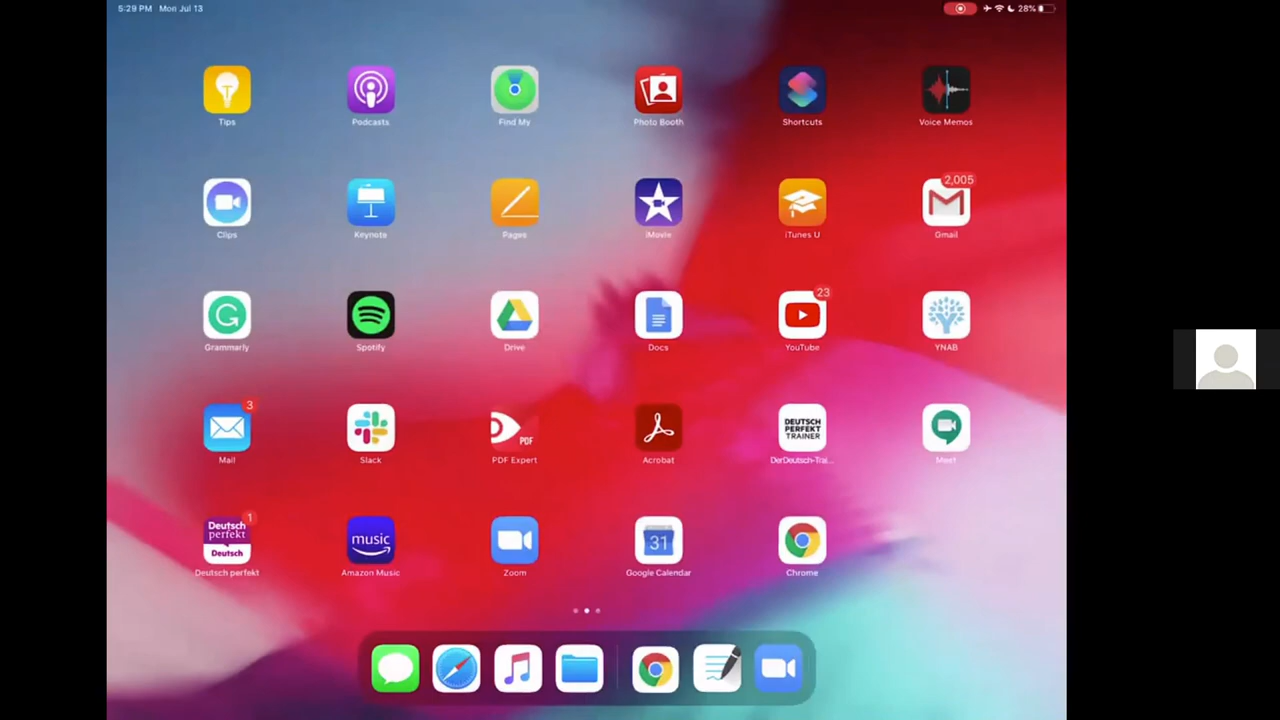 5:29 PM Mon Jul 13
28%
Tips
Podcasts
Find My
Photo Booth
Shortcuts
Voice Memos
2,005
Clips
Keynote
Pages
iMovie
iTunes U
Gmail
23
Grammarly
Spotify
Drive
Docs
YouTube
YNAB
3
PDF
DEUTSCH
PERFEKT
TRAINER
Mail
Slack
PDF Expert
Acrobat
DerDeutsch-Trai...
Meet
1
Deutsch
perfekt
Deutsch
music
31
Deutsch perfekt
Amazon Music
Zoom
Google Calendar
Chrome